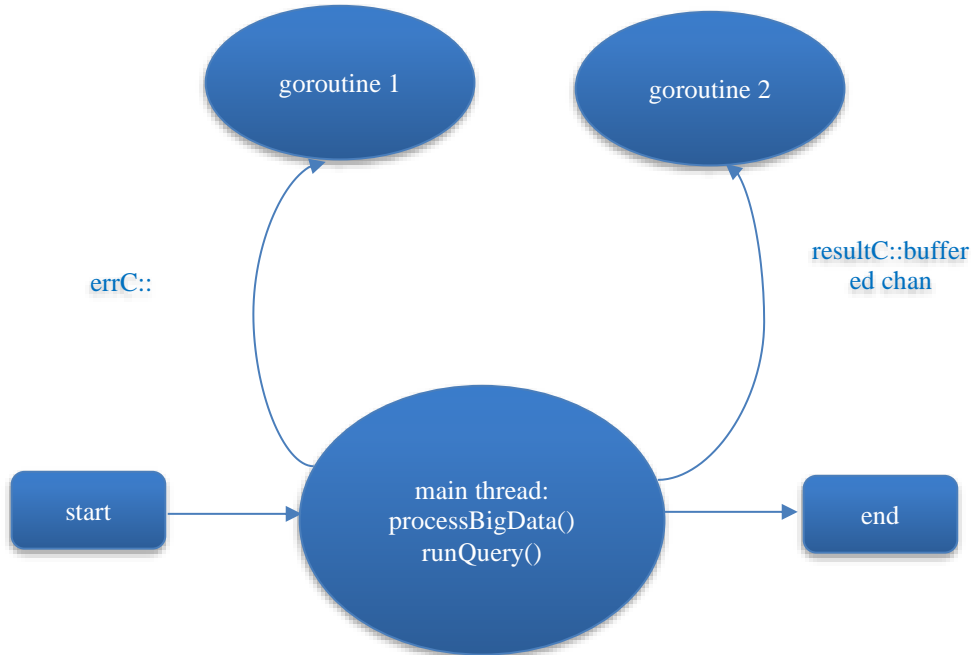 goroutine 1
goroutine 2
errC::
resultC::buffer
ed chan
start
main thread:
processBigData()
runQuery()
end